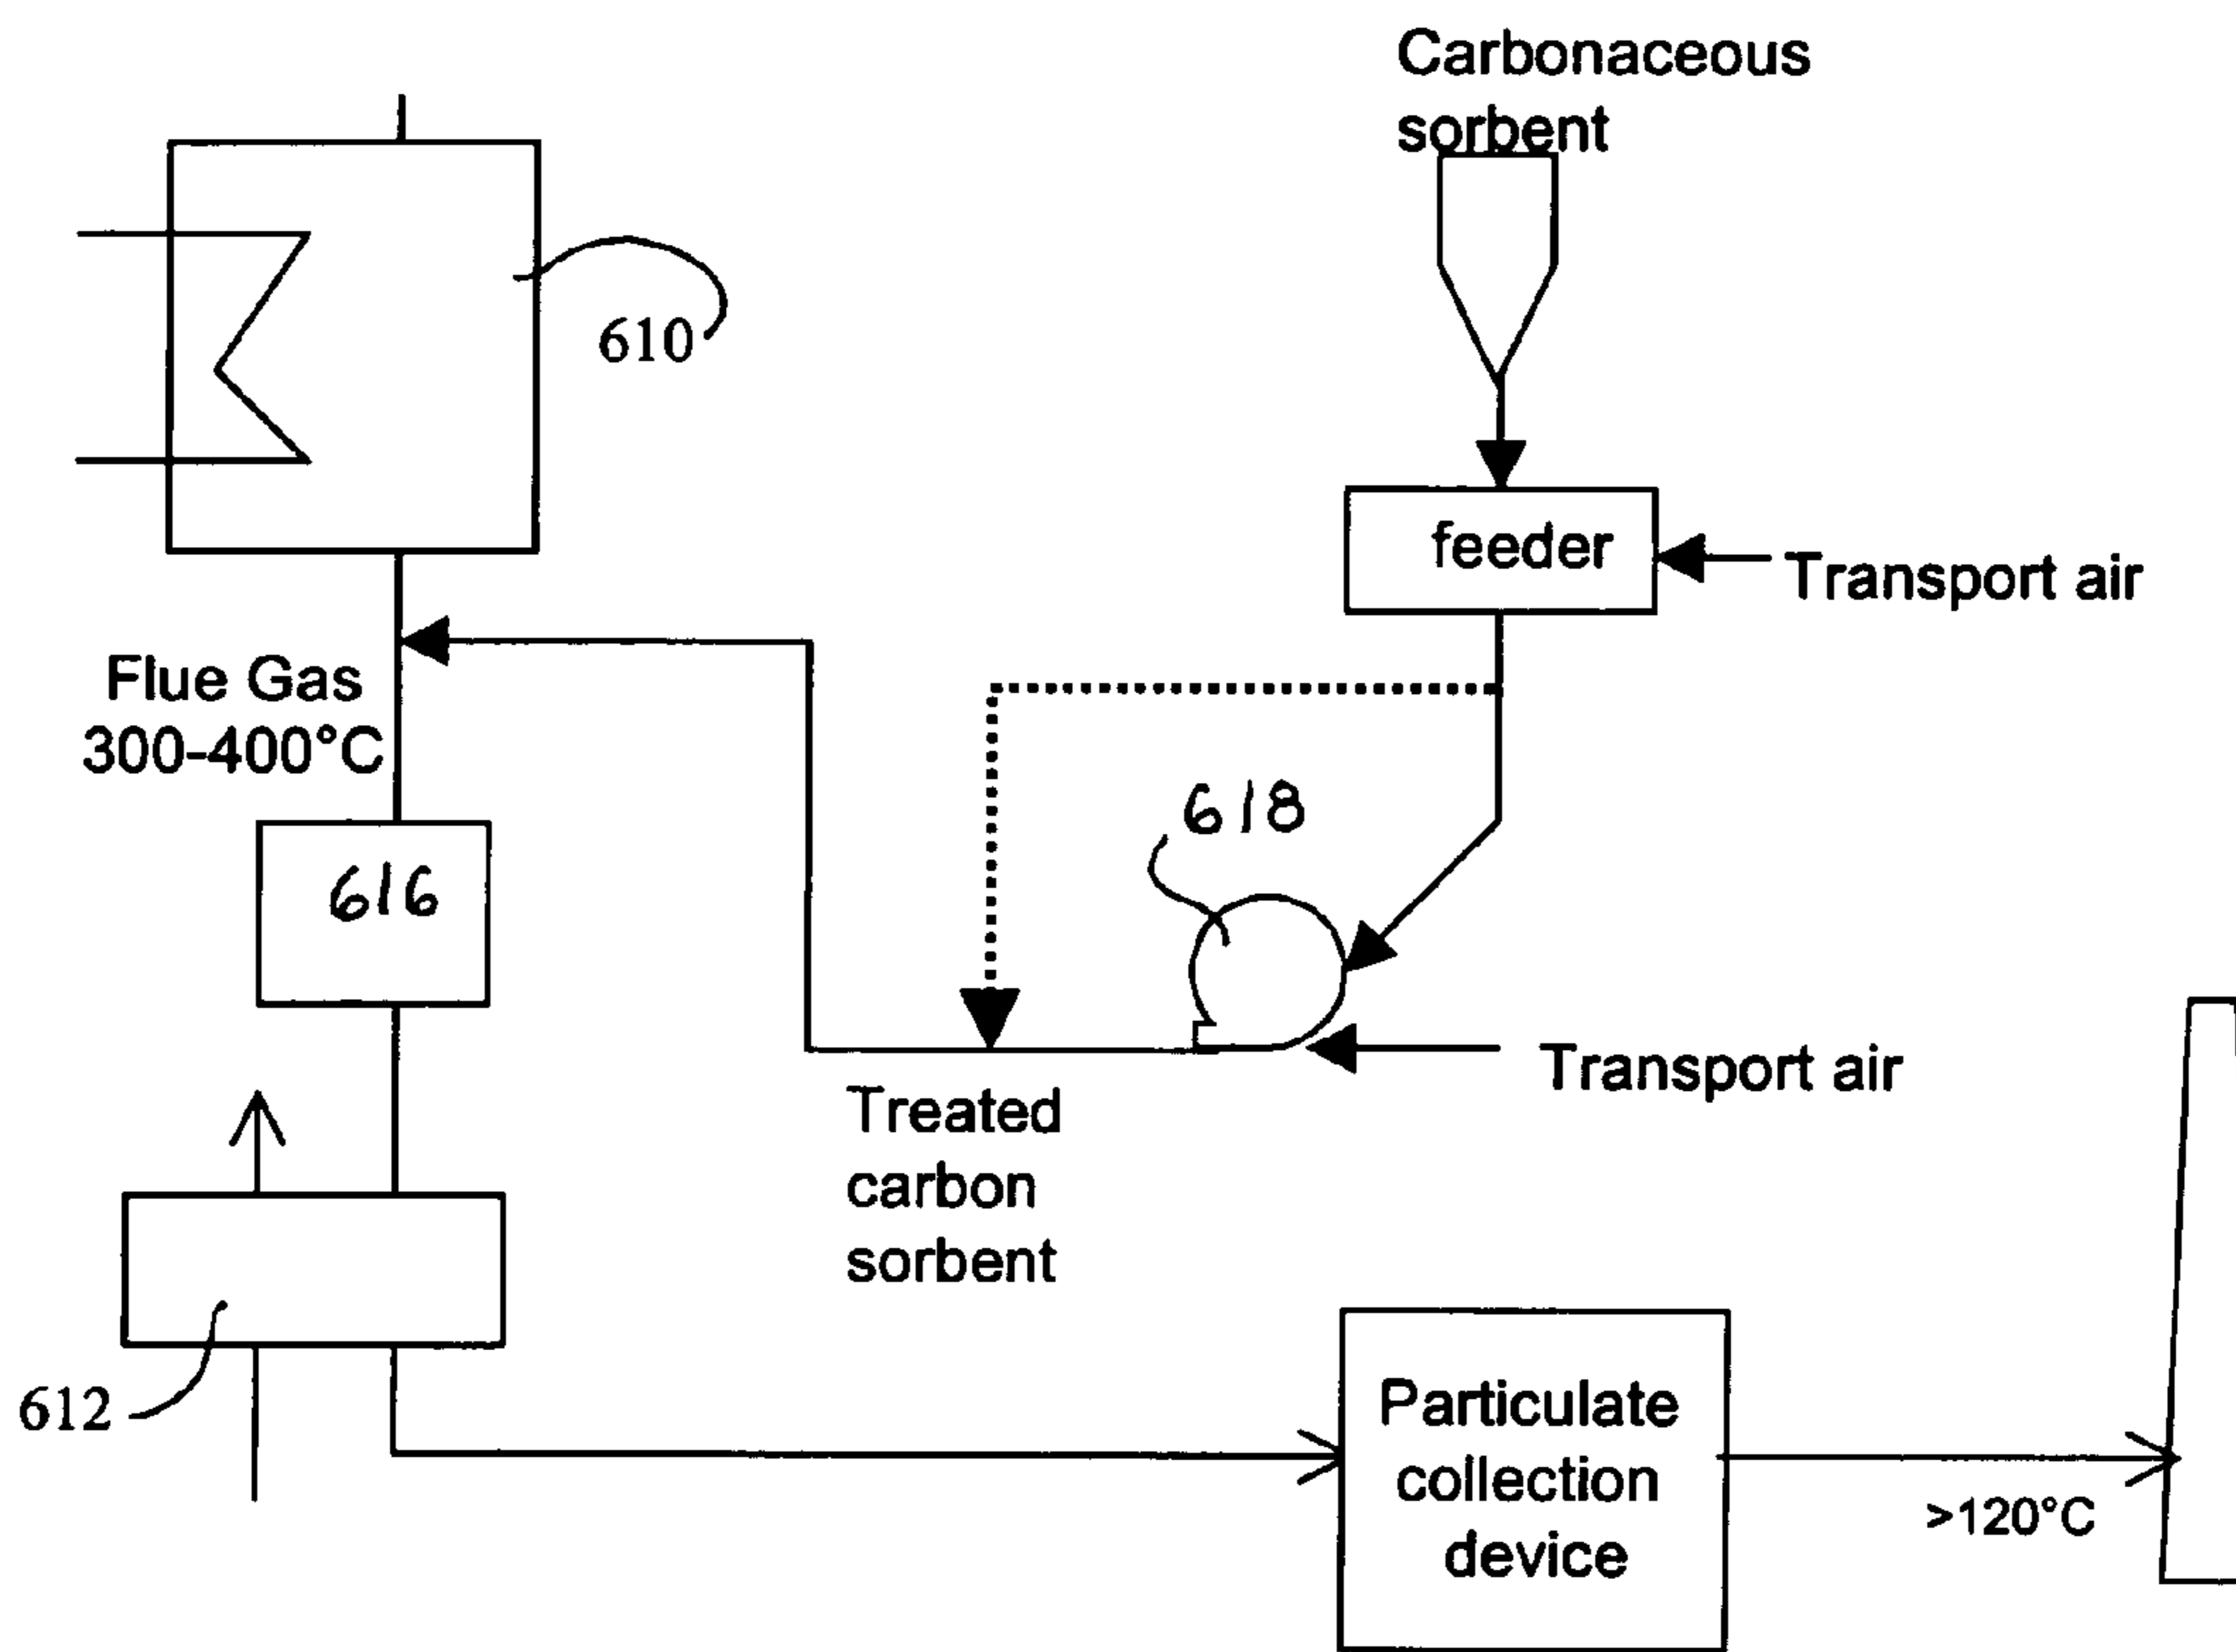 Carbonaceous
sorbent
610
feeder
Transport air
Flue Gas
300-400°C
618
616
Transport air
Treated
carbon
sorbent
612
Particulate
collection
device
>120°C